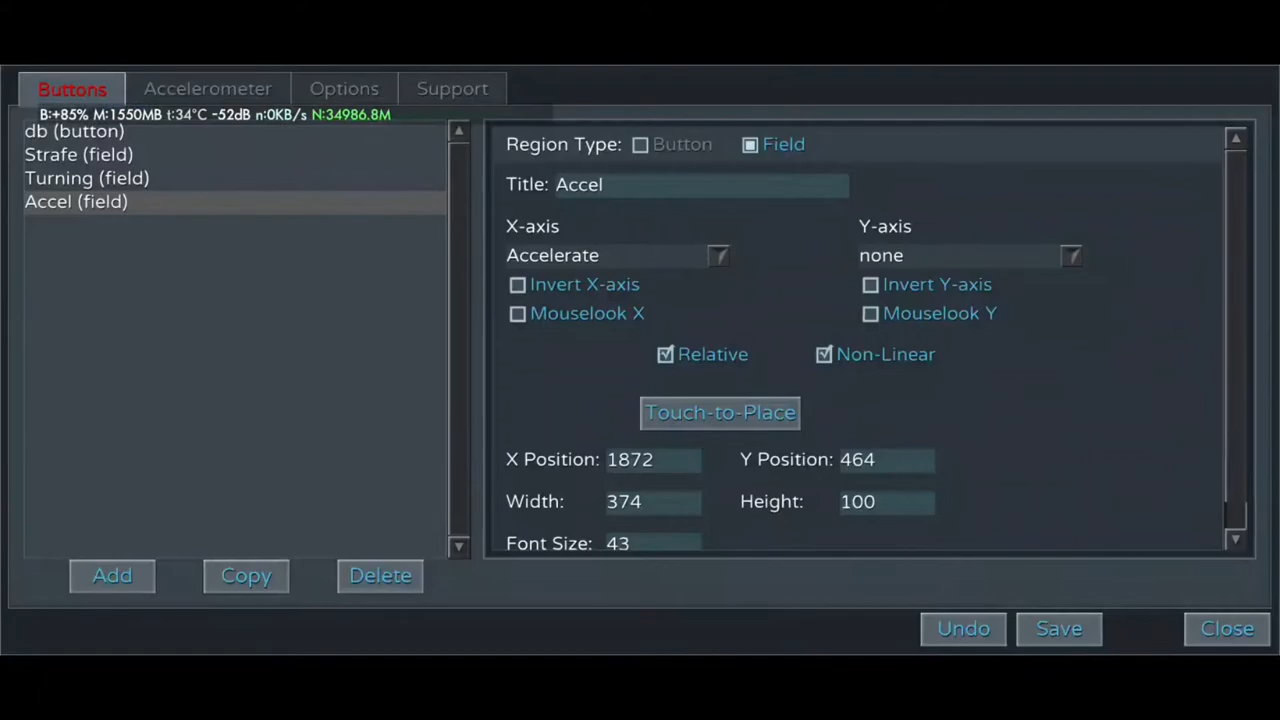 Buttons Accelerometer Options Support
B:+85% M:1550MB t:34°C -52dB n:0KB/s N:34986.8M
db (button)
Strafe (field)
Turning (field)
Accel (field)
Region Type: Button Field
Title: Accel
X-axis Y-axis
Accelerate none
Invert X-axis Invert Y-axis
Mouselook X Mouselook Y
Relative Non-Linear
Touch-to-Place
X Position: 1872 Y Position: 464
Width: 374 Height: 100
Font Size: 43
Add Copy Delete
Undo Save Close